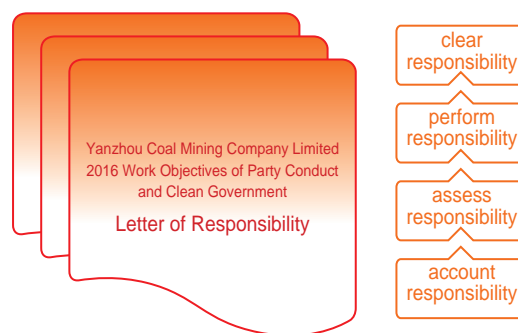 Yanzhou Coal Mining Company Limited
2016 Work Objectives of Party Conduct
and Clean Government
Letter of Responsibility
clear
responsibility
perform
responsibility
assess
responsibility
account
responsibility